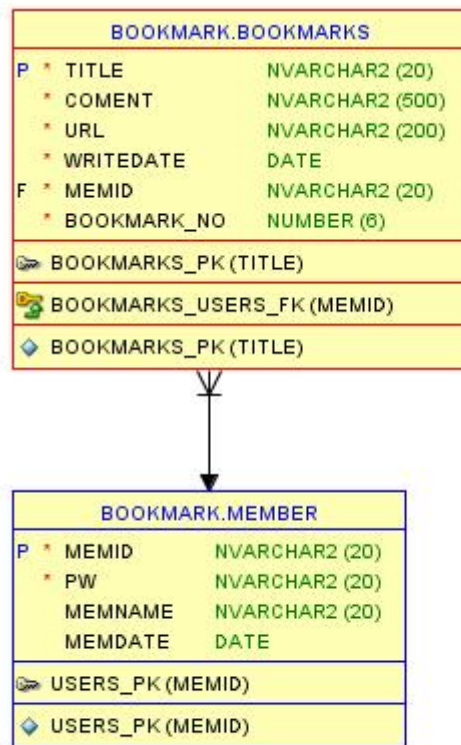 BOOKMARK.BOOKMARKS
P * TITLE NVARCHAR2 (20)
* COMENT NVARCHAR2 (500)
* URL NVARCHAR2 (200)
* WRITEDATE DATE
F * MEMID NVARCHAR2 (20)
* BOOKMARK_NO NUMBER (6)
BOOKMARKS_PK (TITLE)
BOOKMARKS_USERS_FK (MEMID)
BOOKMARKS_PK (TITLE)
BOOKMARK.MEMBER
P * MEMID NVARCHAR2 (20)
* PW NVARCHAR2 (20)
MEMNAME NVARCHAR2 (20)
MEMDATE DATE
USERS_PK (MEMID)
USERS_PK (MEMID)